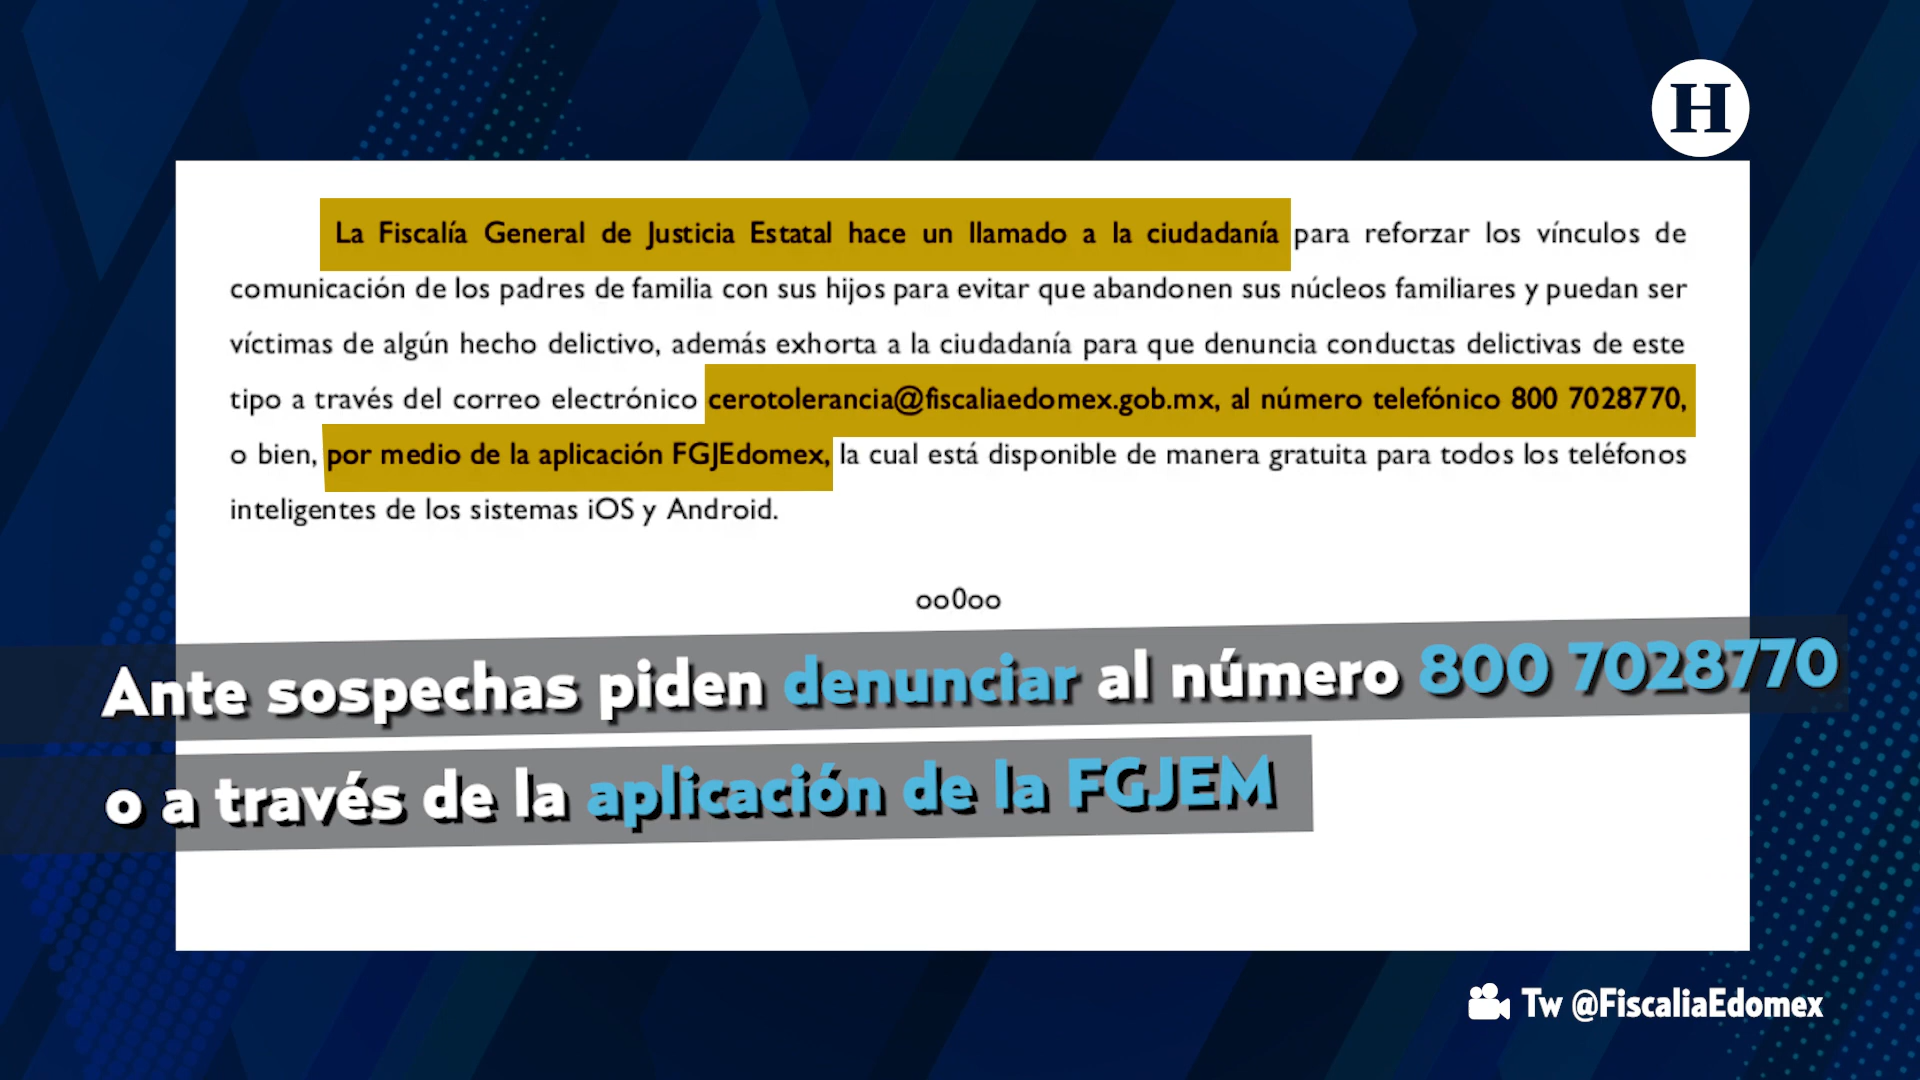 H
La Fiscalía General de Justicia Estatal hace un llamado a la ciudadanía para reforzar los vínculos de
comunicación de los padres de familia con sus hijos para evitar que abandonen sus núcleos familiares y puedan ser
víctimas de algún hecho delictivo, además exhorta a la ciudadanía para que denuncia conductas delictivas de este
tipo a través del correo electrónico cerotolerancia@fiscaliaedomex.gob.mx, al número telefónico 800 7028770,
o bien, por medio de la aplicación FGJEdomex, la cual está disponible de manera gratuita para todos los teléfonos
inteligentes de los sistemas iOS y Android.
oo0oo
Ante sospechas piden denunciar al número 800 7028770
o a través de la aplicación de la FGJEM
Tw @FiscaliaEdomex